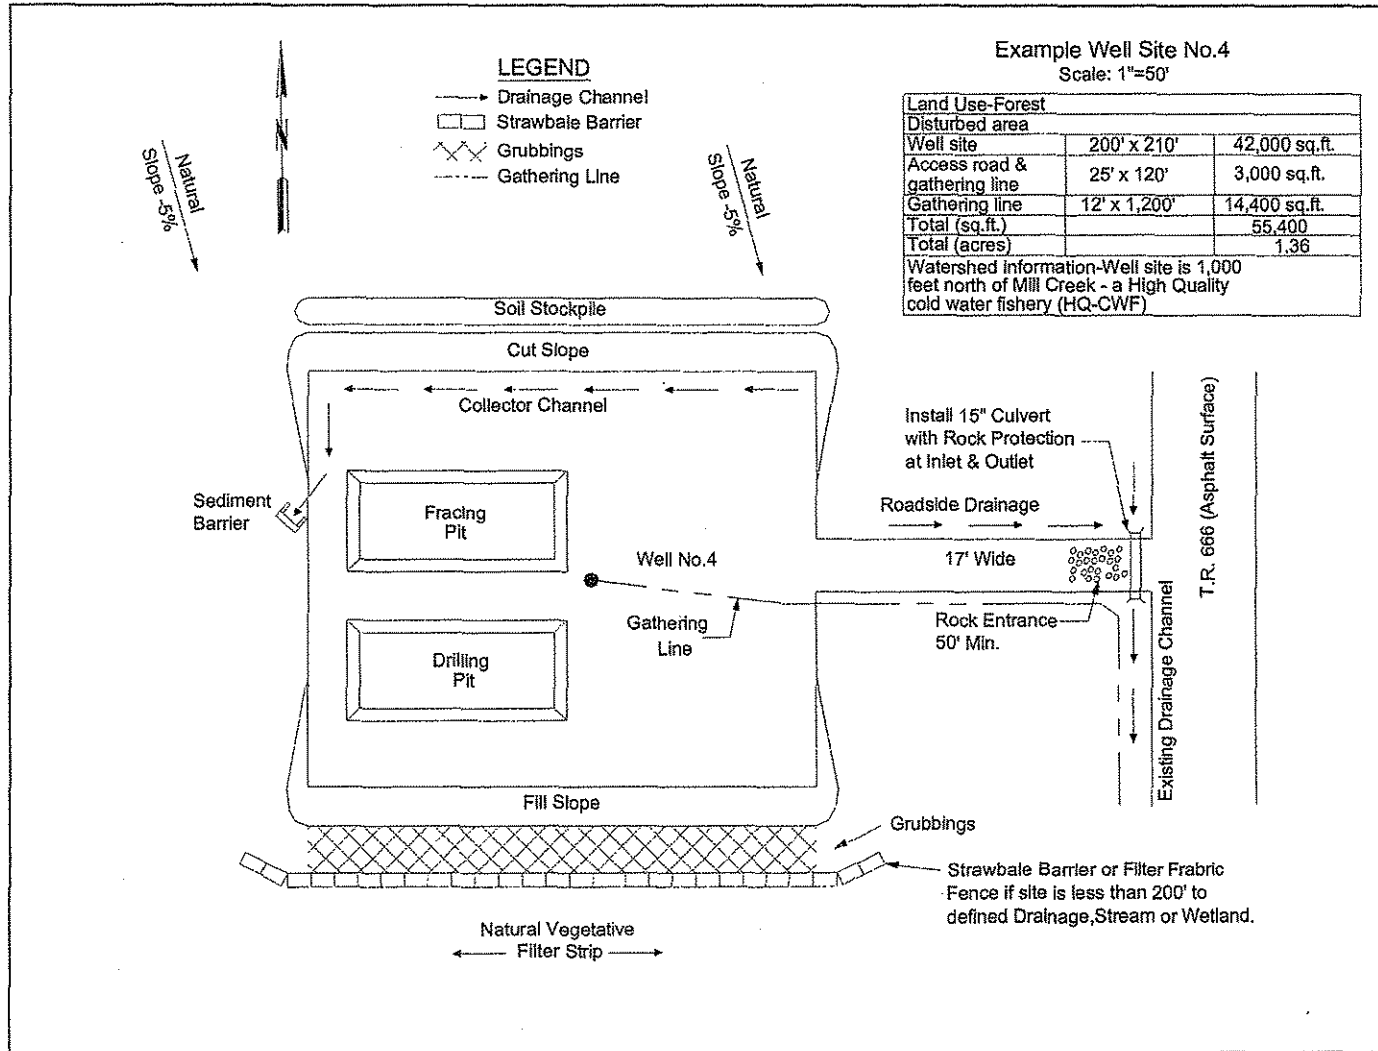 Example Well Site No.4
Scale: 1"=50'
LEGEND
Drainage Channel
Strawbale Barrier
Grubbings
Gathering Line
N
Natural
Slope -5%
Natural
Slope -5%
Land Use-Forest
Disturbed area
Well site 200' x 210' 42,000 sq.ft.
Access road &
gathering line 25' x 120' 3,000 sq.ft.
Gathering line 12' x 1,200' 14,400 sq.ft.
Total (sq.ft.) 55,400
Total (acres) 1.36
Watershed Information-Well site is 1,000
feet north of Mill Creek - a High Quality
cold water fishery (HQ-CWF)
Soil Stockpile
Cut Slope
Collector Channel
Sediment
Barrier
Fracing
Pit
Well No.4
Gathering
Line
Drilling
Pit
Fill Slope
Install 15" Culvert
with Rock Protection
at Inlet & Outlet
Roadside Drainage
17' Wide
Rock Entrance
50' Min.
Existing Drainage Channel
T.R. 666 (Asphalt Surface)
Grubbings
Strawbale Barrier or Filter Frabric
Fence if site is less than 200' to
defined Drainage,Stream or Wetland.
Natural Vegetative
Filter Strip